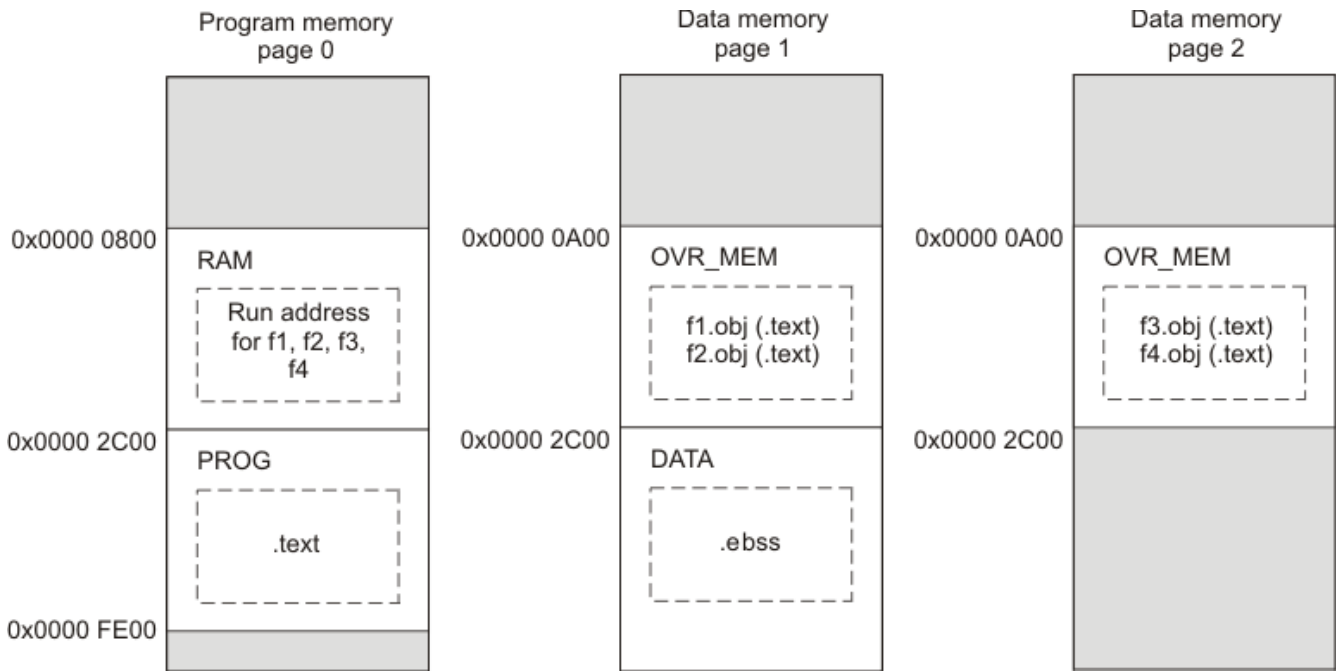 Program memory
page 0
0x0000 0800
RAM
Run address
for f1, f2, f3,
f4
0x0000 2C00
PROG
.text
0x0000 FE00
Data memory
page 1
0x0000 0A00
OVR_MEM
f1.obj (.text)
f2.obj (.text)
0x0000 2C00
DATA
.ebss
Data memory
page 2
0x0000 0A00
OVR_MEM
f3.obj (.text)
f4.obj (.text)
0x0000 2C00